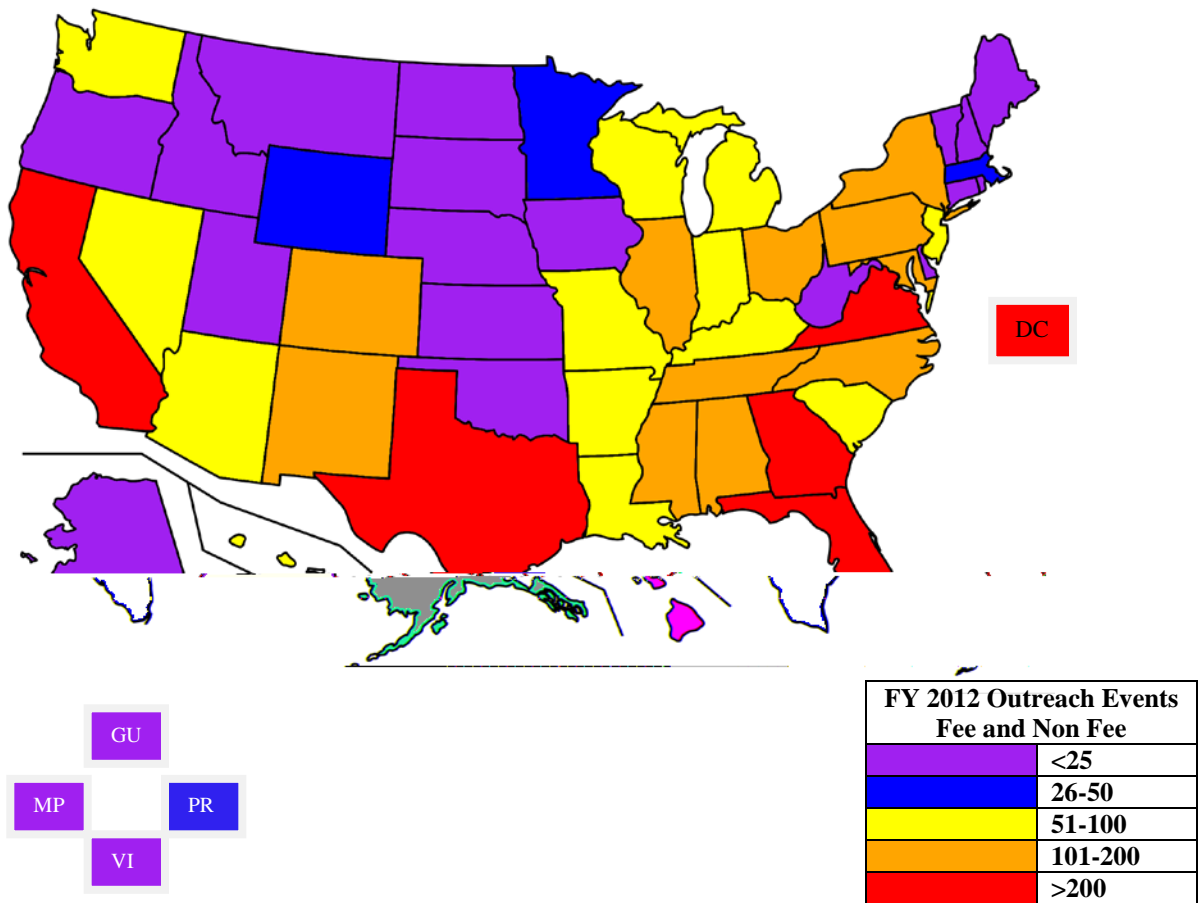 DC
GU
MP
PR
VI
FY 2012 Outreach Events
Fee and Non Fee
<25
26-50
51-100
101-200
>200